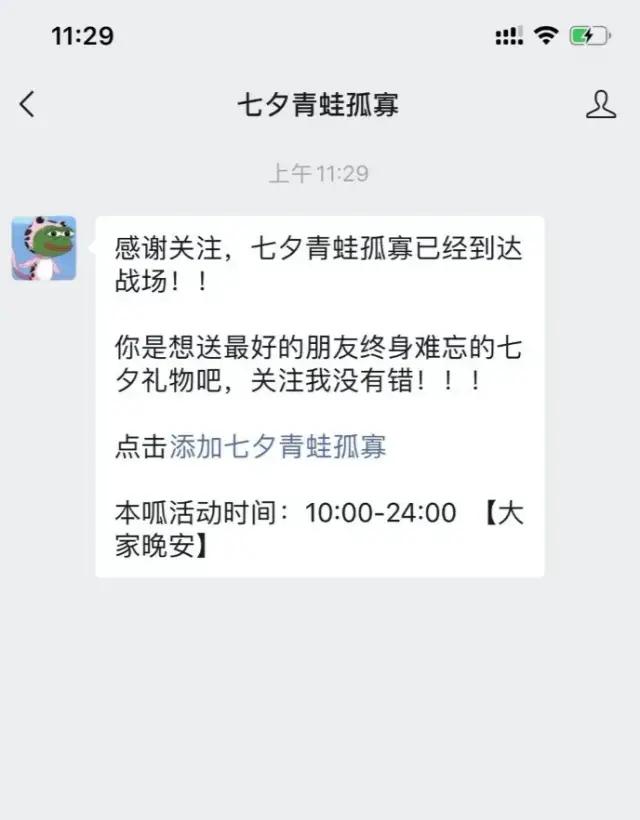 11:29
七夕青蛙孤寡
上午11:29
感谢关注，七夕青蛙孤寡已经到达
战场！！
你是想送最好的朋友终身难忘的七
夕礼物吧，关注我没有错！！！
点击添加七夕青蛙孤寡
本呱活动时间：10:00-24:00 【大
家晚安】